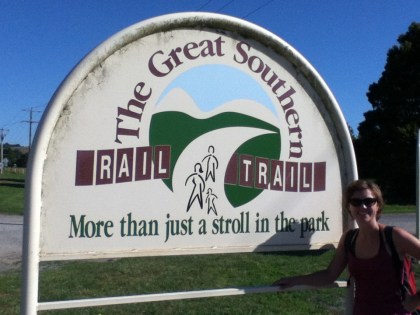 The Great Southern
RAIL TRAIL
More than just a stroll in the park